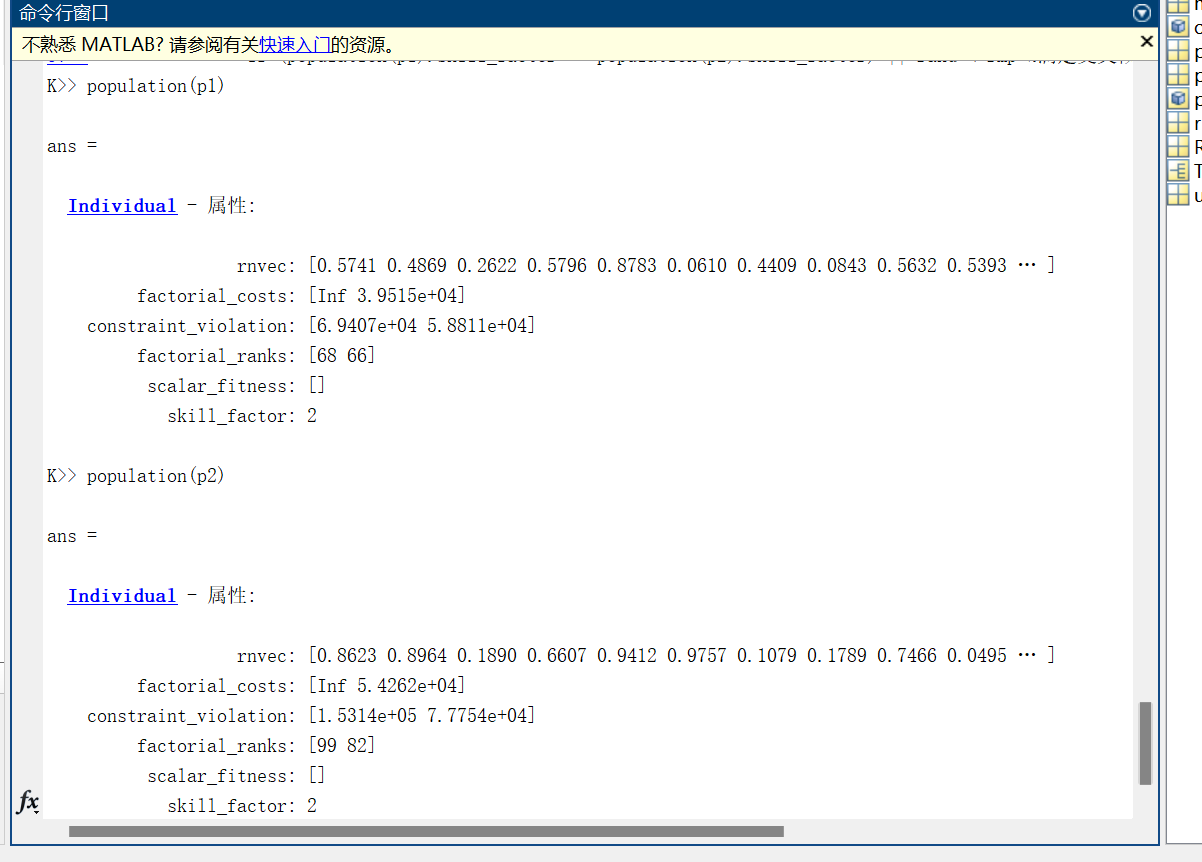 命令行窗口
不熟悉 MATLAB? 请参阅有关快速入门的资源。
K>> population(p1)
ans =
Individual - 属性:
rnvec: [0.5741 0.4869 0.2622 0.5796 0.8783 0.0610 0.4409 0.0843 0.5632 0.5393 … ]
factorial_costs: [Inf 3.9515e+04]
constraint_violation: [6.9407e+04 5.8811e+04]
factorial_ranks: [68 66]
scalar_fitness: []
skill_factor: 2
K>> population(p2)
ans =
Individual - 属性:
rnvec: [0.8623 0.8964 0.1890 0.6607 0.9412 0.9757 0.1079 0.1789 0.7466 0.0495 … ]
factorial_costs: [Inf 5.4262e+04]
constraint_violation: [1.5314e+05 7.7754e+04]
factorial_ranks: [99 82]
scalar_fitness: []
skill_factor: 2
fx